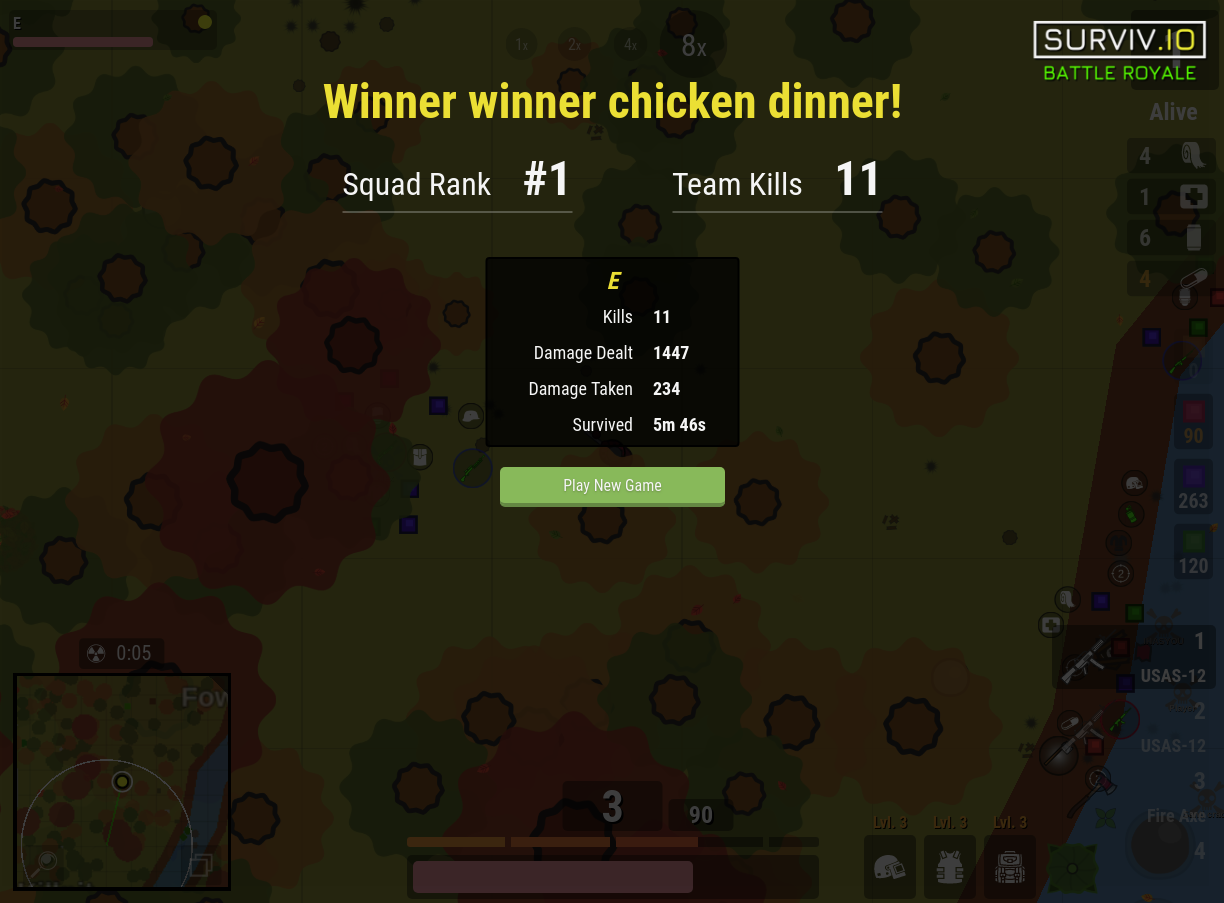 E
1x 2x 4x 8x
SURVIV.IO
BATTLE ROYALE
Winner winner chicken dinner!
Alive
Squad Rank #1 Team Kills 11
4
1
6
4
E
Kills 11
Damage Dealt 1447
Damage Taken 234
Survived 5m 46s
Play New Game
90
263
120
2
0:05
Fow
1
USAS-12
2
USAS-12
3
Fire Axe
4
3 90
Lvl. 3 Lvl. 3 Lvl. 3